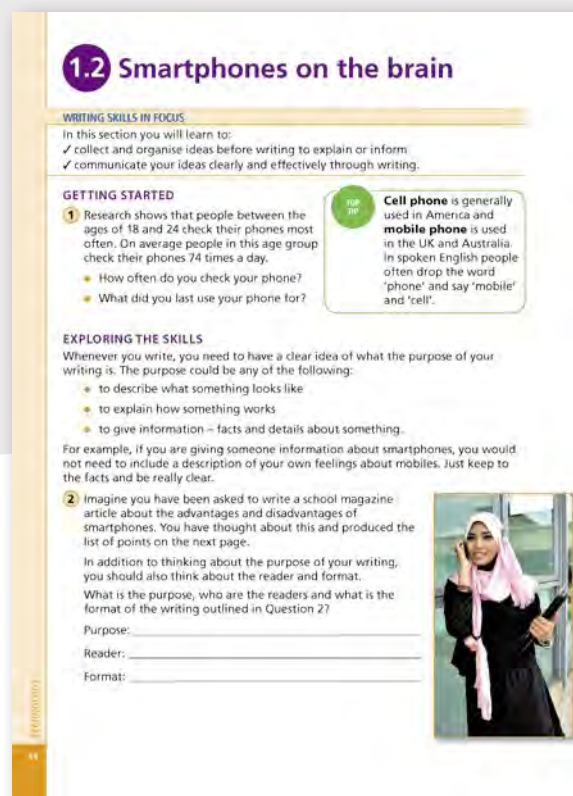 1.2 Smartphones on the brain
WRITING SKILLS IN FOCUS
In this section you will learn to:
✓ collect and organise ideas before writing to explain or inform
✓ communicate your ideas clearly and effectively through writing.
GETTING STARTED
1 Research shows that people between the
ages of 18 and 24 check their phones most
often. On average people in this age group
check their phones 74 times a day.
• How often do you check your phone?
• What did you last use your phone for?
TOP
TIP
Cell phone is generally
used in America and
mobile phone is used
in the UK and Australia.
In spoken English people
often drop the word
‘phone’ and say ‘mobile’
and ‘cell’.
EXPLORING THE SKILLS
Whenever you write, you need to have a clear idea of what the purpose of your
writing is. The purpose could be any of the following:
• to describe what something looks like
• to explain how something works
• to give information – facts and details about something.
For example, if you are giving someone information about smartphones, you would
not need to include a description of your own feelings about mobiles. Just keep to
the facts and be really clear.
2 Imagine you have been asked to write a school magazine
article about the advantages and disadvantages of
smartphones. You have thought about this and produced the
list of points on the next page.
In addition to thinking about the purpose of your writing,
you should also think about the reader and format.
What is the purpose, who are the readers and what is the
format of the writing outlined in Question 2?
Purpose:
Reader:
Format: